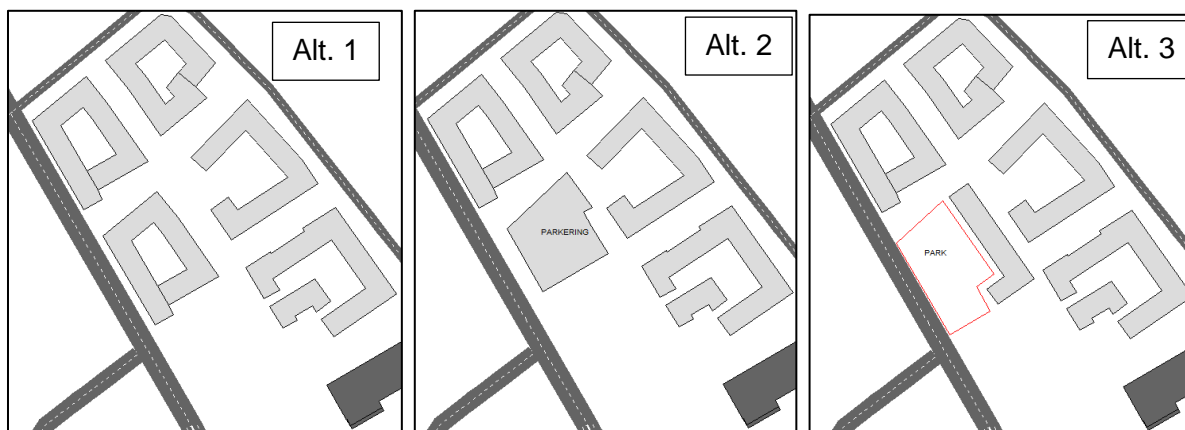 Alt. 1
Alt. 2
Alt. 3
PARKERING
PARK